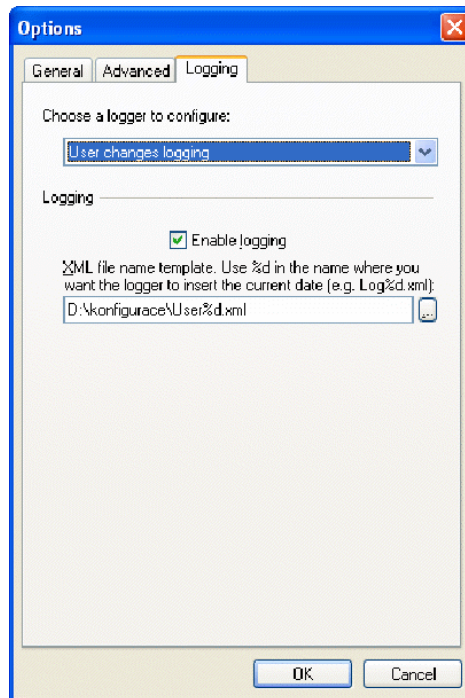 Options
General Advanced Logging
Choose a logger to configure:
User changes logging
Logging
Enable logging
XML file name template. Use %d in the name where you
want the logger to insert the current date (e.g. Log%d.xml):
D:\konfigurace\User%d.xml
...
OK Cancel